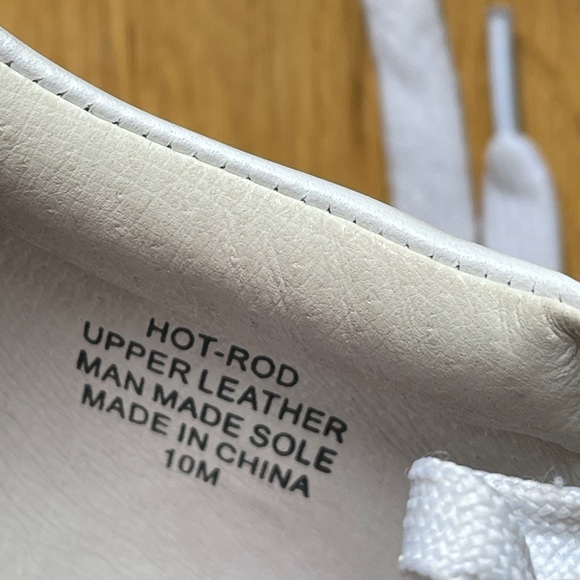 HOT-ROD
UPPER LEATHER
MAN MADE SOLE
MADE IN CHINA
10M